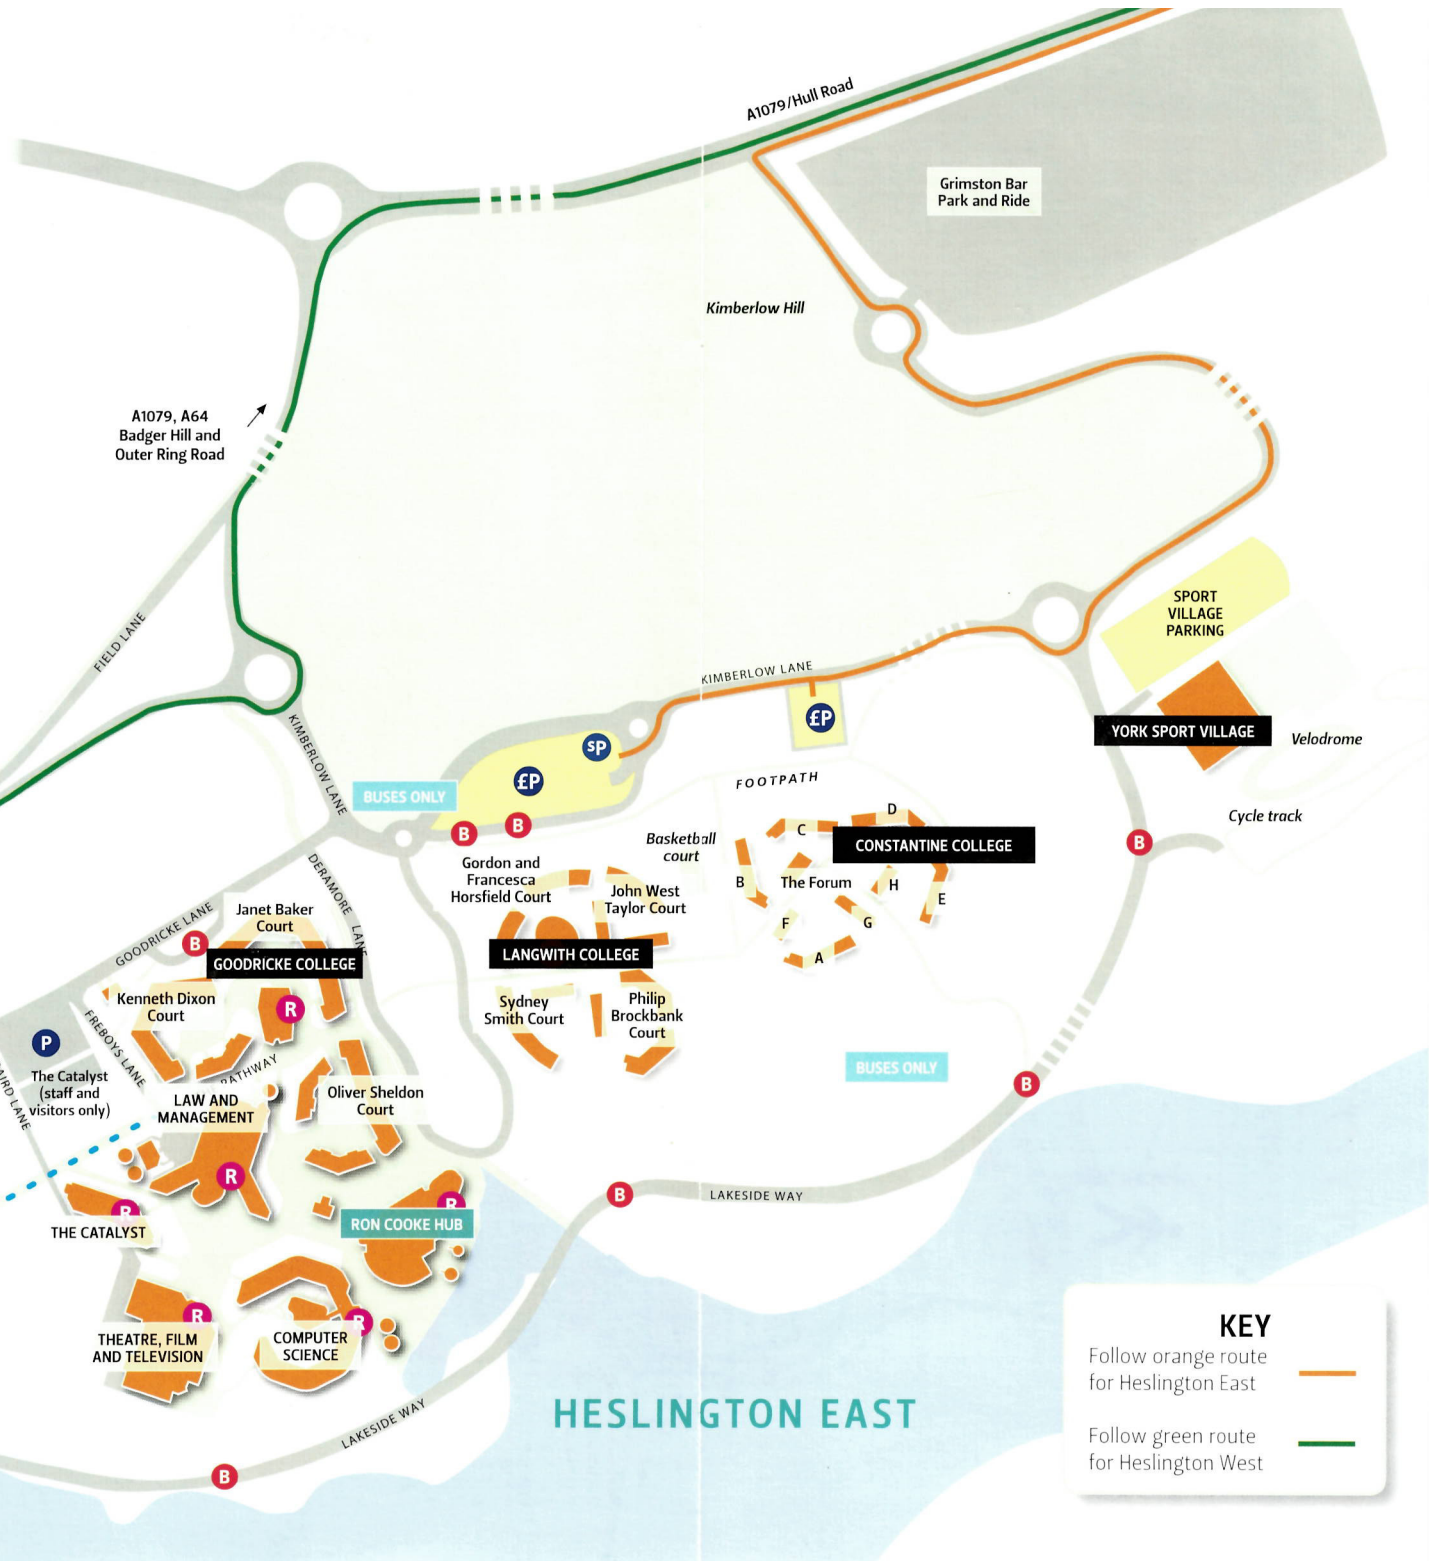 A1079/Hull Road
Grimston Bar
Park and Ride
Kimberlow Hill
A1079, A64
Badger Hill and
Outer Ring Road
FIELD LANE
SPORT
VILLAGE
PARKING
KIMBERLOW LANE
£P
YORK SPORT VILLAGE
Velodrome
KIMBERLOW LANE
SP
£P
BUSES ONLY
FOOTPATH
Cycle track
B
B
B
Basketball
court
C
D
CONSTANTINE COLLEGE
B
The Forum
H
E
F
G
A
Gordon and
Francesca
Horsfield Court
John West
Taylor Court
LANGWITH COLLEGE
Sydney
Smith Court
Philip
Brockbank
Court
DERAMORE LANE
GOODRICKE LANE
Janet Baker
Court
B
GOODRICKE COLLEGE
Kenneth Dixon
Court
R
FREBOYS LANE
P
The Catalyst
(staff and
visitors only)
PATHWAY
LAW AND
MANAGEMENT
Oliver Sheldon
Court
BUSES ONLY
B
R
R
THE CATALYST
R
RON COOKE HUB
B
LAKESIDE WAY
R
THEATRE, FILM
AND TELEVISION
R
COMPUTER
SCIENCE
LAKESIDE WAY
B
HESLINGTON EAST
KEY
Follow orange route
for Heslington East
Follow green route
for Heslington West